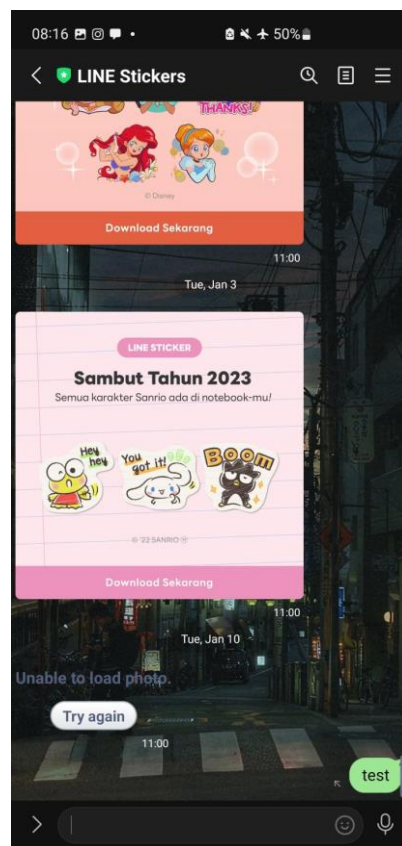 08:16
50%
LINE Stickers
THANKS!
© Disney
Download Sekarang
11:00
Tue, Jan 3
LINE STICKER
Sambut Tahun 2023
Semua karakter Sanrio ada di notebook-mu!
Hey
hey
You
got it!
BOOM
© '22 SANRIO
Download Sekarang
11:00
Tue, Jan 10
Unable to load photo.
Try again
11:00
test